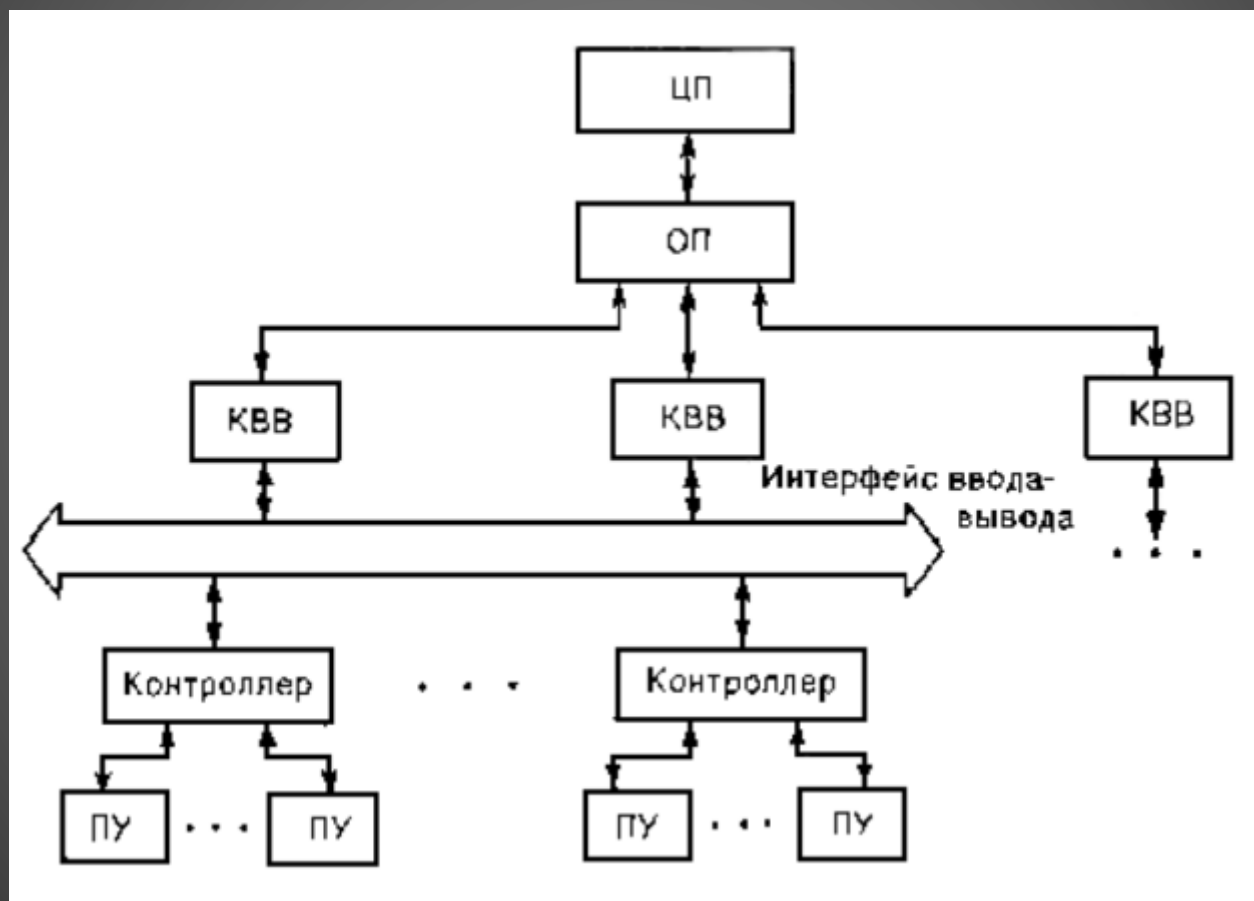 ЦП
ОП
КВВ
КВВ
КВВ
Интерфейс ввода-
вывода
Контроллер
Контроллер
ПУ
ПУ
ПУ
ПУ